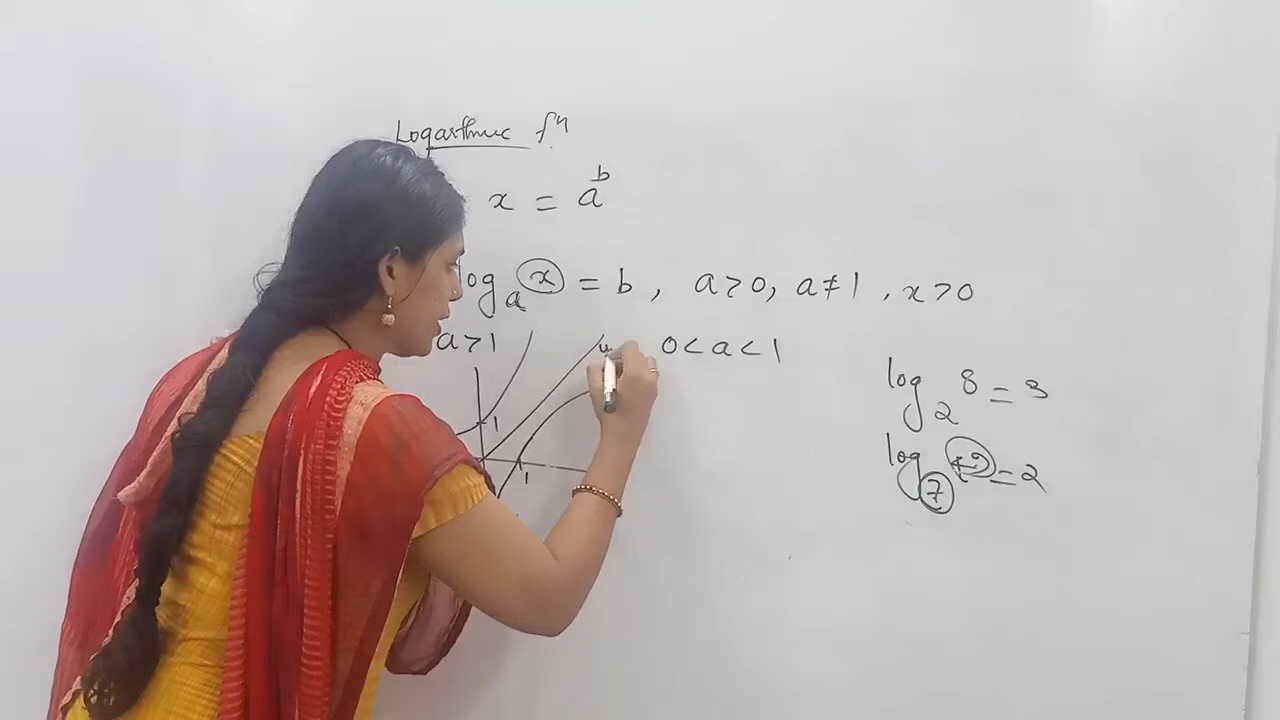 Logarithmic fⁿ
x = a^b
log_a x = b, a>0, a≠1, x>0
a>1
0<a<1
1
1
log_2 8 = 3
log_7 49 = 2